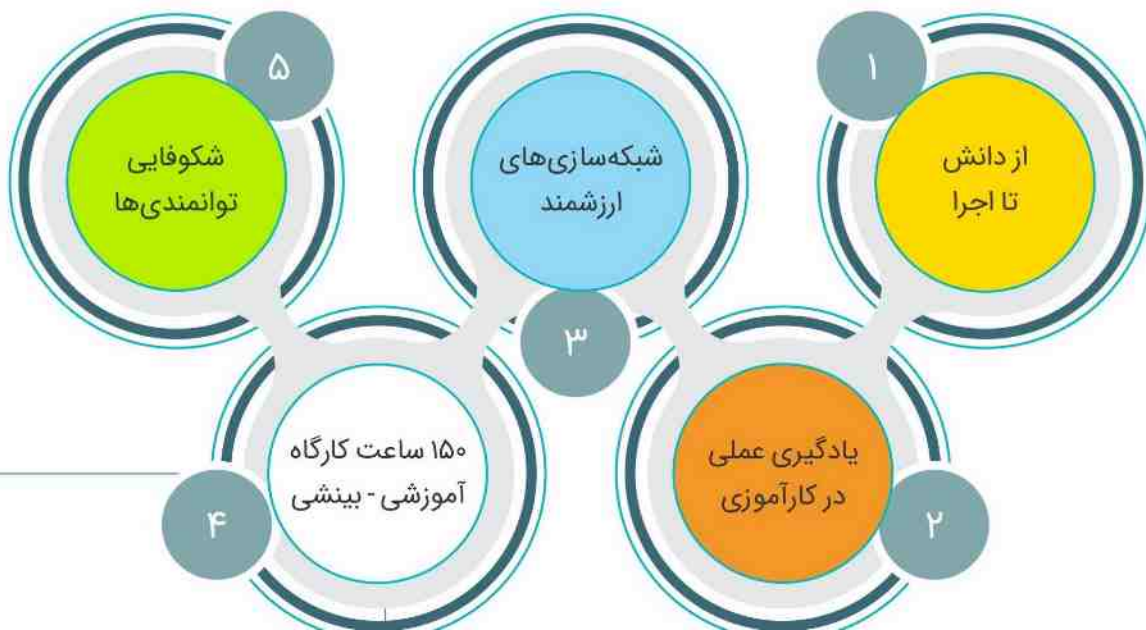 ۱
از دانش
تا اجرا
۲
یادگیری عملی
در کارآموزی
۳
شبکه‌سازی‌های
ارزشمند
۴
۱۵۰ ساعت کارگاه
آموزشی - بینشی
۵
شکوفایی
توانمندی‌ها